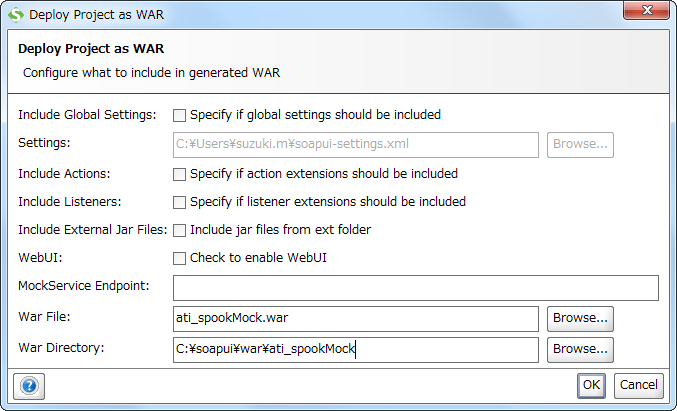 Deploy Project as WAR
Deploy Project as WAR
Configure what to include in generated WAR
Include Global Settings: Specify if global settings should be included
Settings: C:¥Users¥suzuki.m¥soapui-settings.xml Browse...
Include Actions: Specify if action extensions should be included
Include Listeners: Specify if listener extensions should be included
Include External Jar Files: Include jar files from ext folder
WebUI: Check to enable WebUI
MockService Endpoint:
War File: ati_spookMock.war Browse...
War Directory: C:¥soapui¥war¥ati_spookMock Browse...
? OK Cancel